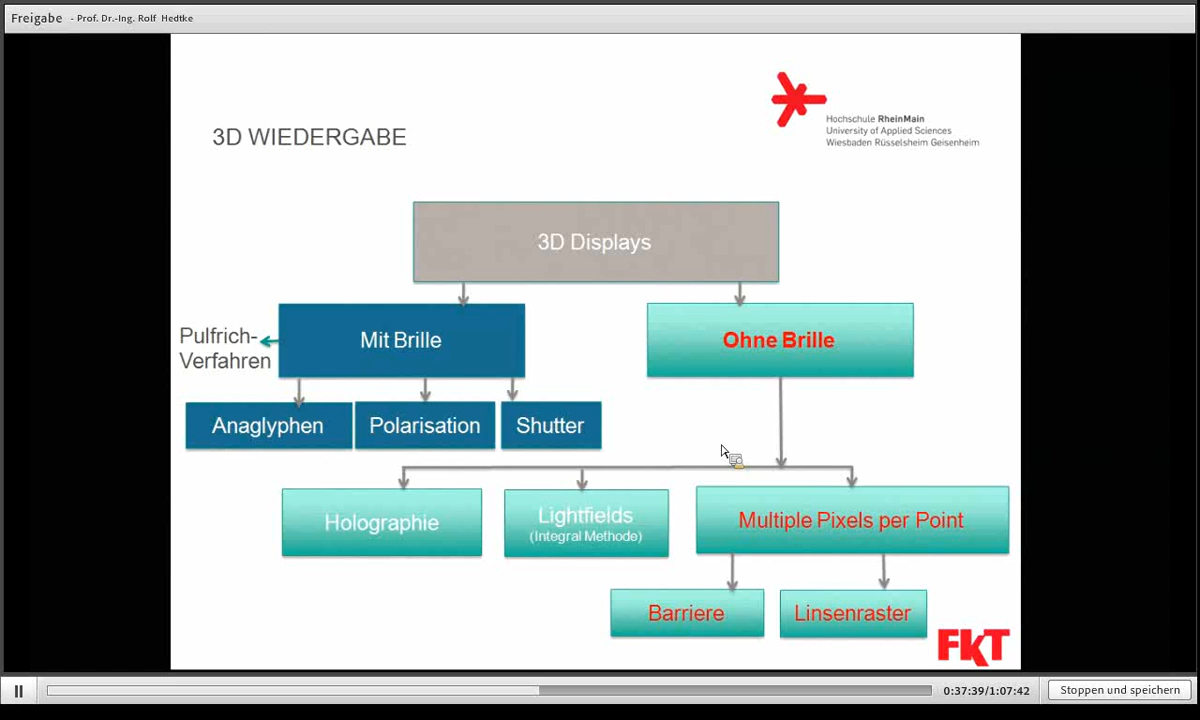 Freigabe - Prof. Dr.-Ing. Rolf Hedtke
Hochschule RheinMain
University of Applied Sciences
Wiesbaden Rüsselsheim Geisenheim
3D WIEDERGABE
3D Displays
Pulfrich-
Verfahren
Mit Brille
Ohne Brille
Anaglyphen
Polarisation
Shutter
Holographie
Lightfields
(Integral Methode)
Multiple Pixels per Point
Barriere
Linsenraster
FKT
0:37:39/1:07:42
Stoppen und speichern